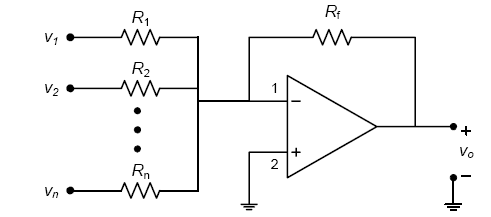 R1
Rf
v1
R2
v2
1
−
+
2
+
vo
−
Rn
vn